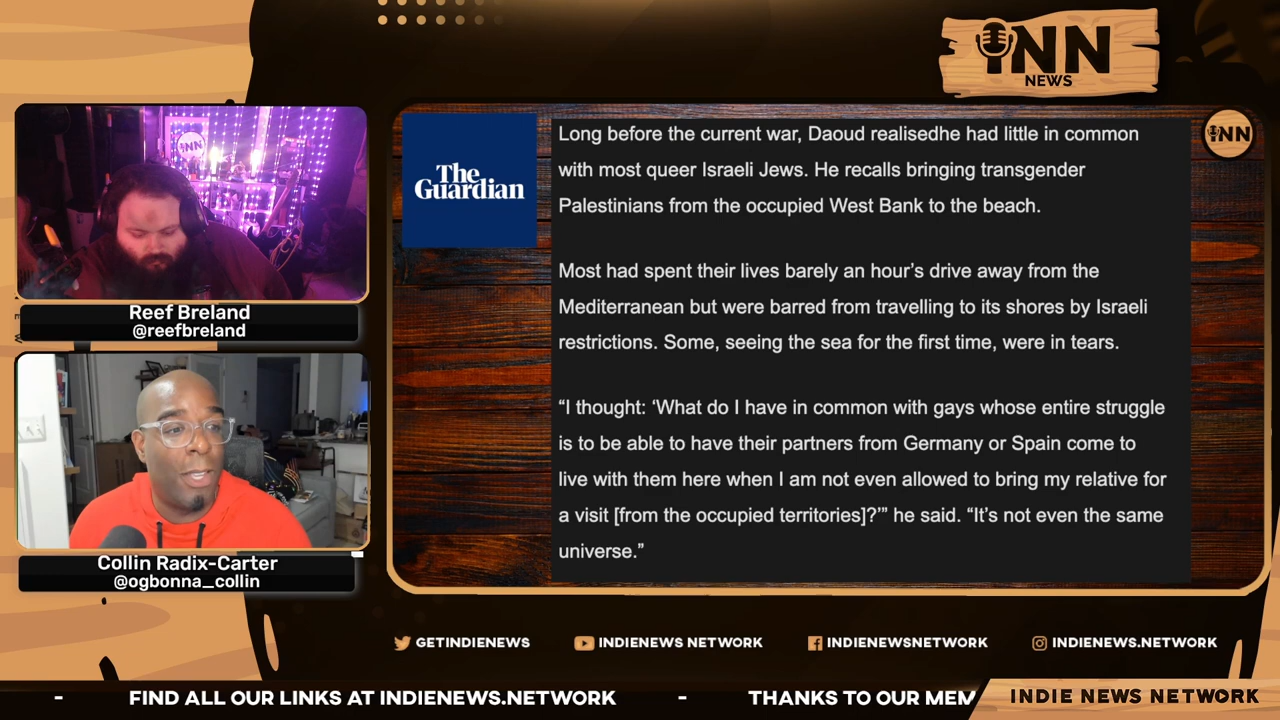 iNN
NEWS
The
Guardian
Long before the current war, Daoud realisedhe had little in common
with most queer Israeli Jews. He recalls bringing transgender
Palestinians from the occupied West Bank to the beach.
Most had spent their lives barely an hour's drive away from the
Mediterranean but were barred from travelling to its shores by Israeli
restrictions. Some, seeing the sea for the first time, were in tears.
“I thought: ‘What do I have in common with gays whose entire struggle
is to be able to have their partners from Germany or Spain come to
live with them here when I am not even allowed to bring my relative for
a visit [from the occupied territories]?’” he said. “It’s not even the same
universe.”
iNN
iNN
Reef Breland
@reefbreland
Collin Radix-Carter
@ogbonna_collin
GETINDIENEWS
INDIENEWS NETWORK
INDIENEWSNETWORK
INDIENEWS.NETWORK
- FIND ALL OUR LINKS AT INDIENEWS.NETWORK - THANKS TO OUR MEM
INDIE NEWS NETWORK